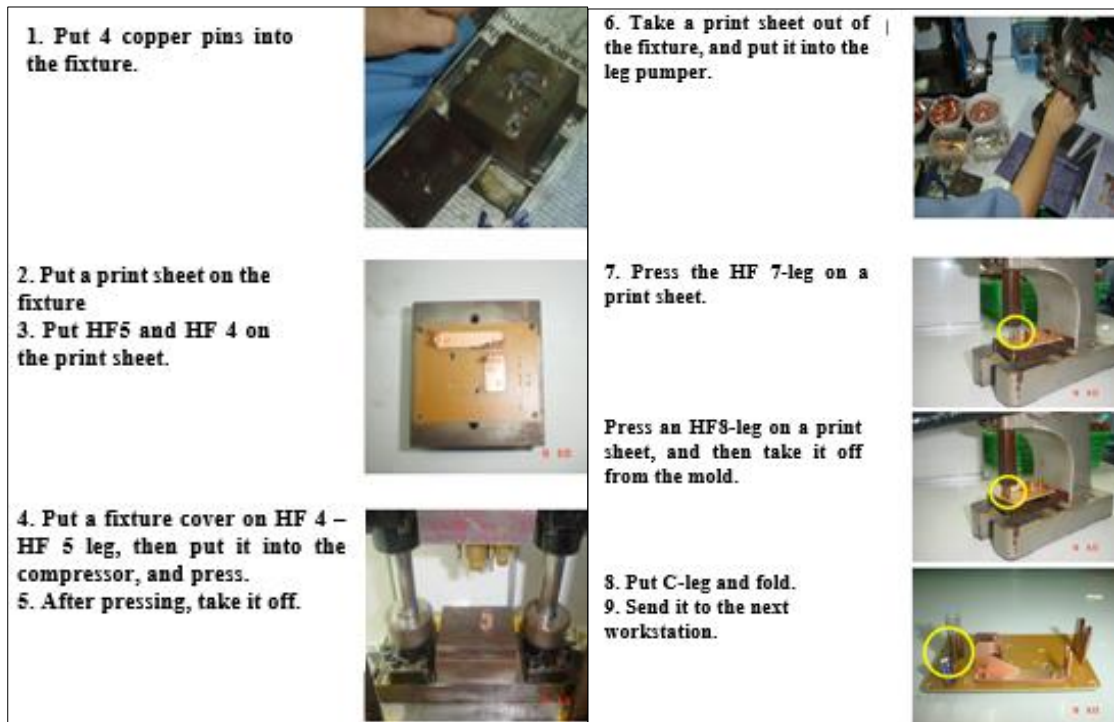 1. Put 4 copper pins into
the fixture.
2. Put a print sheet on the
fixture
3. Put HF5 and HF 4 on
the print sheet.
4. Put a fixture cover on HF 4 –
HF 5 leg, then put it into the
compressor, and press.
5. After pressing, take it off.
6. Take a print sheet out of
the fixture, and put it into the
leg pumper.
7. Press the HF 7-leg on a
print sheet.
Press an HF8-leg on a print
sheet, and then take it off
from the mold.
8. Put C-leg and fold.
9. Send it to the next
workstation.